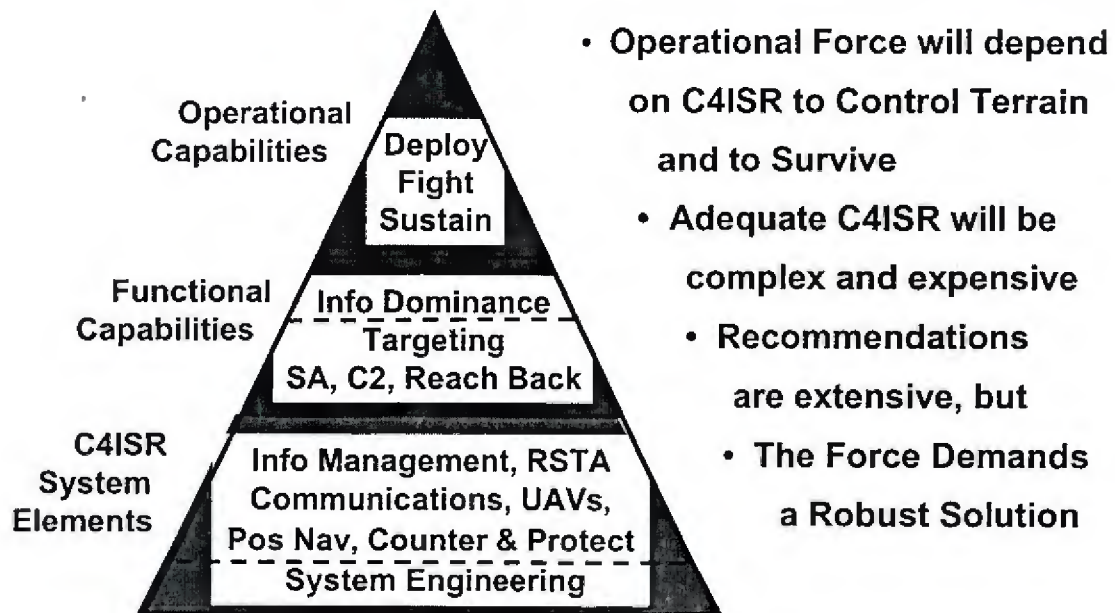 Operational
Capabilities
Deploy
Fight
Sustain
Functional
Capabilities
Info Dominance
Targeting
SA, C2, Reach Back
C4ISR
System
Elements
Info Management, RSTA
Communications, UAVs,
Pos Nav, Counter & Protect
System Engineering
• Operational Force will depend
on C4ISR to Control Terrain
and to Survive
• Adequate C4ISR will be
complex and expensive
• Recommendations
are extensive, but
• The Force Demands
a Robust Solution